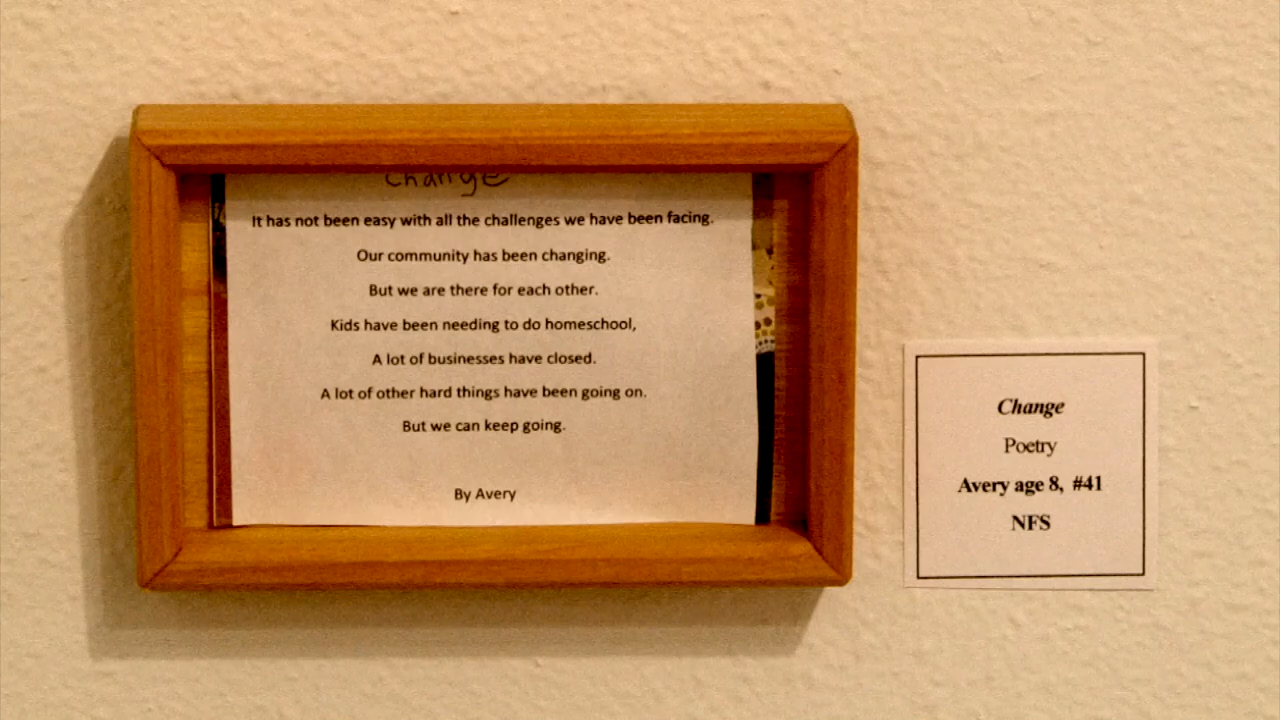 Change
It has not been easy with all the challenges we have been facing.
Our community has been changing.
But we are there for each other.
Kids have been needing to do homeschool,
A lot of businesses have closed.
A lot of other hard things have been going on.
But we can keep going.
By Avery
Change
Poetry
Avery age 8, #41
NFS